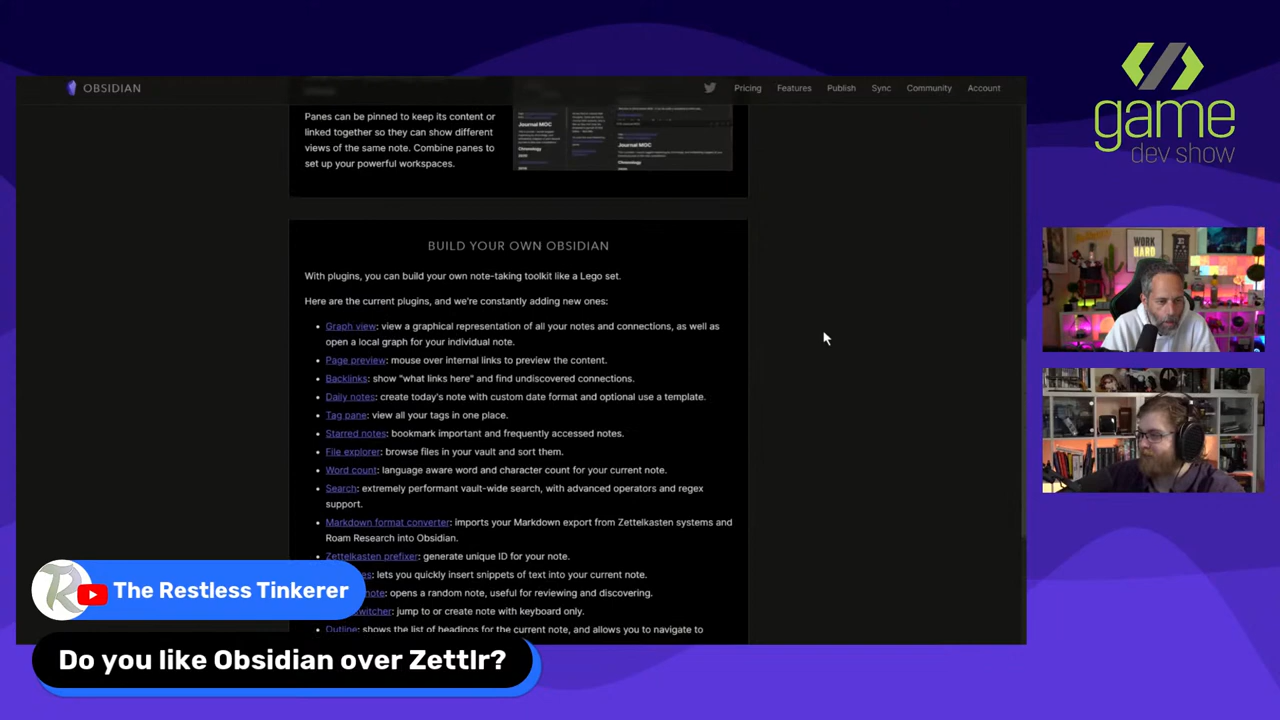 OBSIDIAN
Pricing Features Publish Sync Community Account
Panes can be pinned to keep its content or
linked together so they can show different
views of the same note. Combine panes
to set up your powerful workspaces.
Journal MOC
Chronology
Journal MOC
Chronology
BUILD YOUR OWN OBSIDIAN
With plugins, you can build your own note-taking toolkit like a Lego set.
Here are the current plugins, and we're constantly adding new ones:
• Graph view: view a graphical representation of all your notes and connections, as well as
open a local graph for your individual note.
• Page preview: mouse over internal links to preview the content.
• Backlinks: show "what links here" and find undiscovered connections.
• Daily notes: create today's note with custom date format and optional use a template.
• Tag pane: view all your tags in one place.
• Starred notes: bookmark important and frequently accessed notes.
• File explorer: browse files in your vault and sort them.
• Word count: language aware word and character count for your current note.
• Search: extremely performant vault-wide search, with advanced operators and regex
support.
• Markdown format converter: imports your Markdown export from Zettelkasten systems and
Roam Research into Obsidian.
• Zettelkasten prefixer: generate unique ID for your note.
es: lets you quickly insert snippets of text into your current note.
note: opens a random note, useful for reviewing and discovering.
witcher: jump to or create note with keyboard only.
Outline: shows the list of headings for the current note, and allows you to navigate to
The Restless Tinkerer
Do you like Obsidian over Zettlr?
game
dev show
WORK
HARD